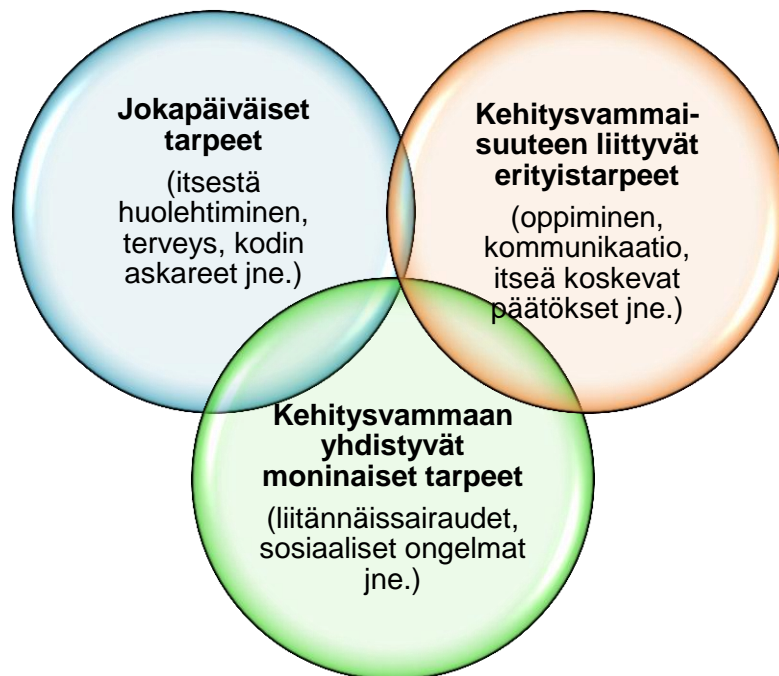 Jokapäiväiset
tarpeet
(itsestä
huolehtiminen,
terveys, kodin
askareet jne.)
Kehitysvammai-
suuteen liittyvät
erityistarpeet
(oppiminen,
kommunikaatio,
itseä koskevat
päätökset jne.)
Kehitysvammaan
yhdistyvät
moninaiset tarpeet
(liitännäissairaudet,
sosiaaliset ongelmat
jne.)